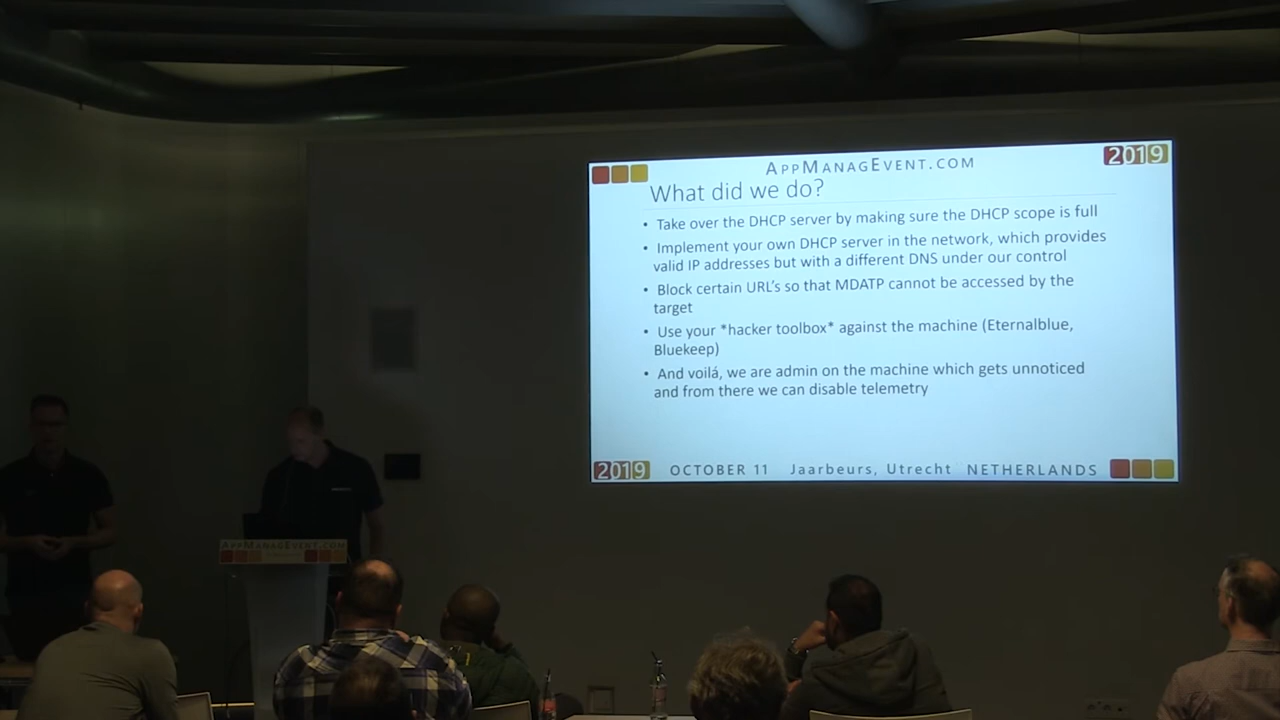 APPMANAGEVENT.COM
2019
What did we do?
• Take over the DHCP server by making sure the DHCP scope is full
• Implement your own DHCP server in the network, which provides
valid IP addresses but with a different DNS under our control
• Block certain URL's so that MDATP cannot be accessed by the
target
• Use your *hacker toolbox* against the machine (Eternalblue,
Bluekeep)
• And voilá, we are admin on the machine which gets unnoticed
and from there we can disable telemetry
2019 OCTOBER 11 Jaarbeurs, Utrecht NETHERLANDS
APPMANAGEVENT.COM